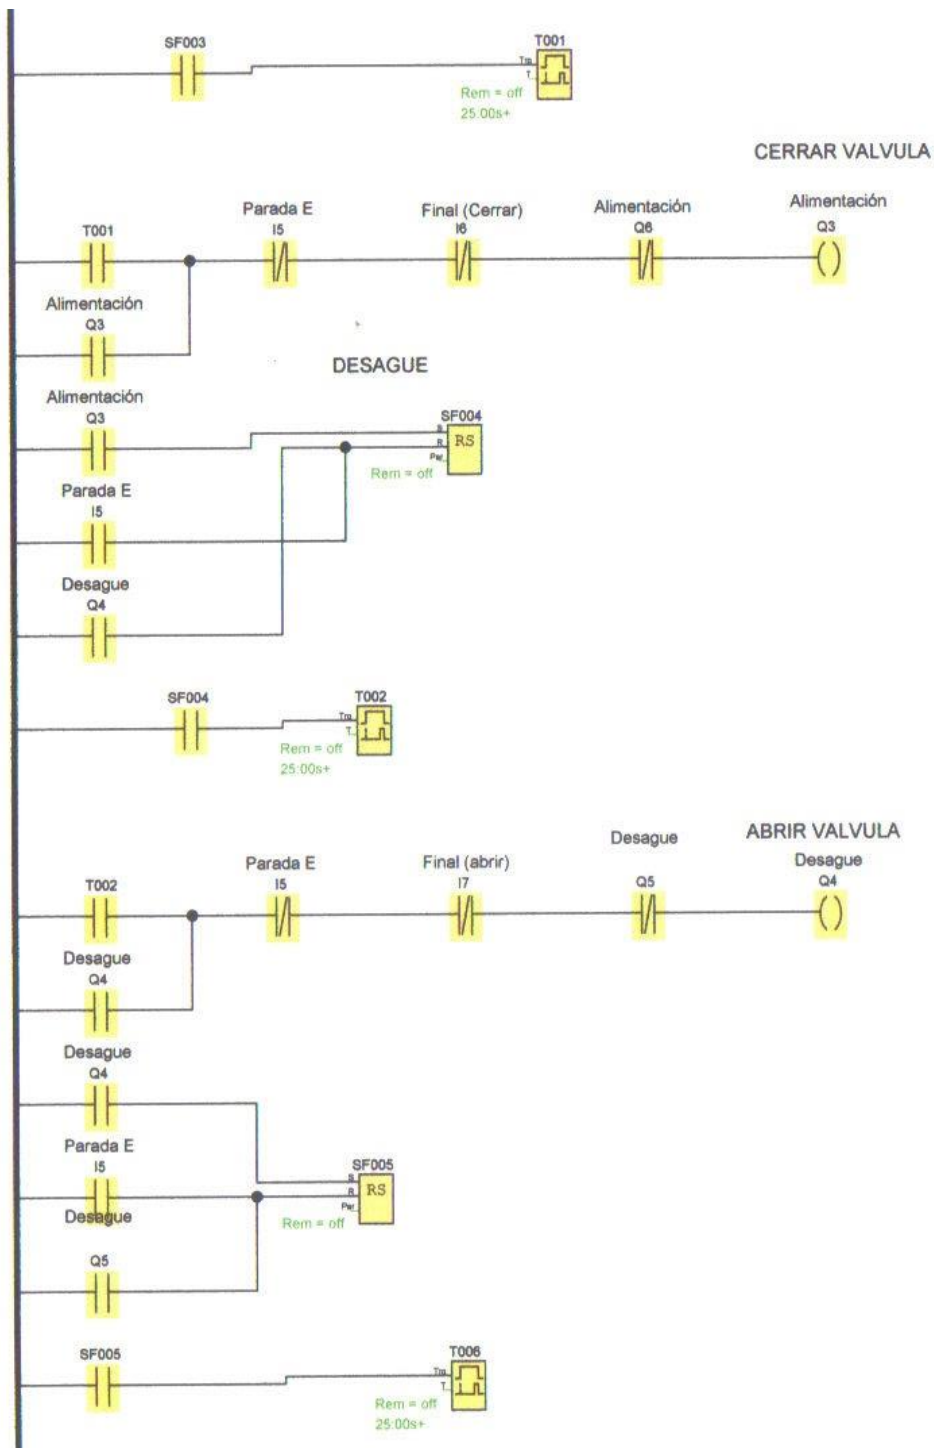 SF003
T001
Trg
T
Rem = off
25:00s+
CERRAR VALVULA
Parada E
Final (Cerrar)
Alimentación
Alimentación
T001
I5
I6
Q6
Q3
Alimentación
Q3
DESAGUE
Alimentación
Q3
SF004
S
R
RS
Par
Rem = off
Parada E
I5
Desague
Q4
SF004
T002
Trg
T
Rem = off
25:00s+
ABRIR VALVULA
Parada E
Final (abrir)
Desague
Desague
T002
I5
I7
Q5
Q4
Desague
Q4
Desague
Q4
Parada E
I5
SF005
S
R
RS
Par
Rem = off
Desague
Q5
SF005
T006
Trg
T
Rem = off
25:00s+